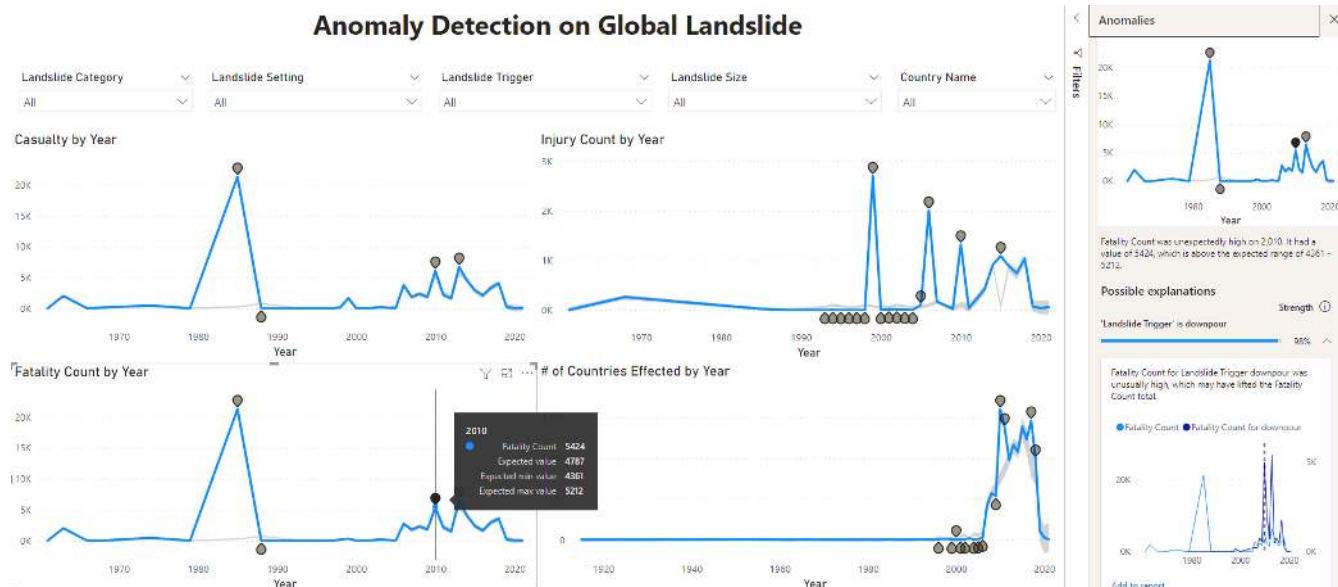 Anomaly Detection on Global Landslide
Landslide Category
Landslide Setting
Landslide Trigger
Landslide Size
Country Name
All
All
All
All
All
Casualty by Year
20K
15K
10K
5K
0K
1970
1980
1990
2000
2010
2020
Year
Injury Count by Year
3K
2K
1K
0K
1970
1980
1990
2000
2010
2020
Year
Fatality Count by Year
20K
15K
10K
5K
0K
1970
1980
1990
2000
2010
2020
Year
2010
Fatality Count 5424
Expected value 4787
Expected min value 4361
Expected max value 5212
# of Countries Effected by Year
0
1920
1940
1960
1980
2000
2020
Year
Filters
Anomalies
20K
15K
10K
5K
0K
1980
2000
2020
Year
Fatality Count was unexpectedly high on 2,010. It had a
value of 5424, which is above the expected range of 4361 -
5212.
Possible explanations
Strength
'Landslide Trigger' is downpour
98%
Fatality Count for Landslide Trigger downpour was
unusually high, which may have lifted the Fatality
Count total.
Fatality Count
Fatality Count for downpour
20K
0K
5K
0K
1980
2000
2020
Add to report